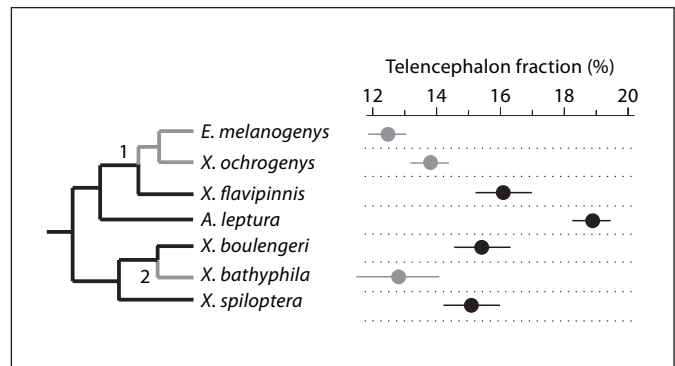 Telencephalon fraction (%)
12 14 16 18 20
E. melanogenys
1
X. ochrogenys
X. flavipinnis
A. leptura
X. boulengeri
2 X. bathyphila
X. spiloptera